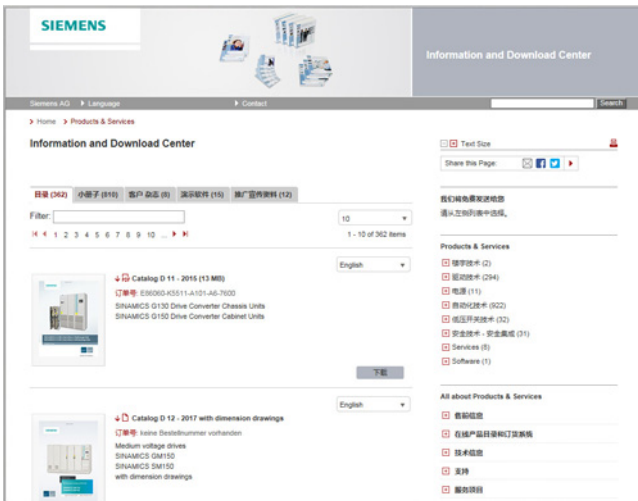 SIEMENS
Information and Download Center
Siemens AG Language Contact Search
Home Products & Services
Information and Download Center
Text Size
Share this Page:
目录 (362) 小册子 (810) 客户 杂志 (6) 演示软件 (15) 推广宣传资料 (12)
Filter:
10
1 2 3 4 5 6 7 8 9 10 ...
1 - 10 of 362 items
English
Catalog D 11 - 2015 (13 MB)
订单号: E86060-K5511-A101-A6-7600
SINAMICS G130 Drive Converter Chassis Units
SINAMICS G150 Drive Converter Cabinet Units
下载
English
Catalog D 12 - 2017 with dimension drawings
订单号: keine Bestellnummer vorhanden
Medium voltage drives
SINAMICS GM150
SINAMICS SM150
with dimension drawings
我们将免费发送给您
请从左侧列表中选择。
Products & Services
楼宇技术 (2)
驱动技术 (294)
电源 (11)
自动化技术 (922)
低压开关技术 (32)
安全技术 - 安全集成 (31)
Services (5)
Software (1)
All about Products & Services
售前信息
在线产品目录和订货系统
技术信息
支持
服务项目